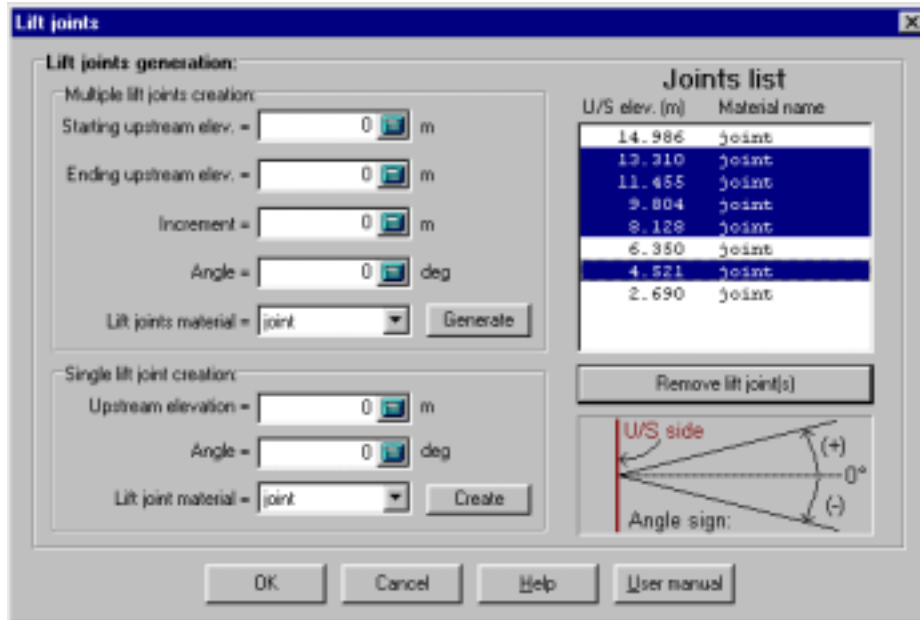 Lift joints
Lift joints generation:
Multiple lift joints creation:
Starting upstream elev. = 0 m
Ending upstream elev. = 0 m
Increment = 0 m
Angle = 0 deg
Lift joints material = joint Generate
Single lift joint creation:
Upstream elevation = 0 m
Angle = 0 deg
Lift joint material = joint Create
Joints list
U/S elev. (m) Material name
14.986 joint
13.310 joint
11.455 joint
9.804 joint
8.128 joint
6.350 joint
4.521 joint
2.690 joint
Remove lift joint(s)
U/S side
(+)
0°
(-)
Angle sign:
OK Cancel Help User manual